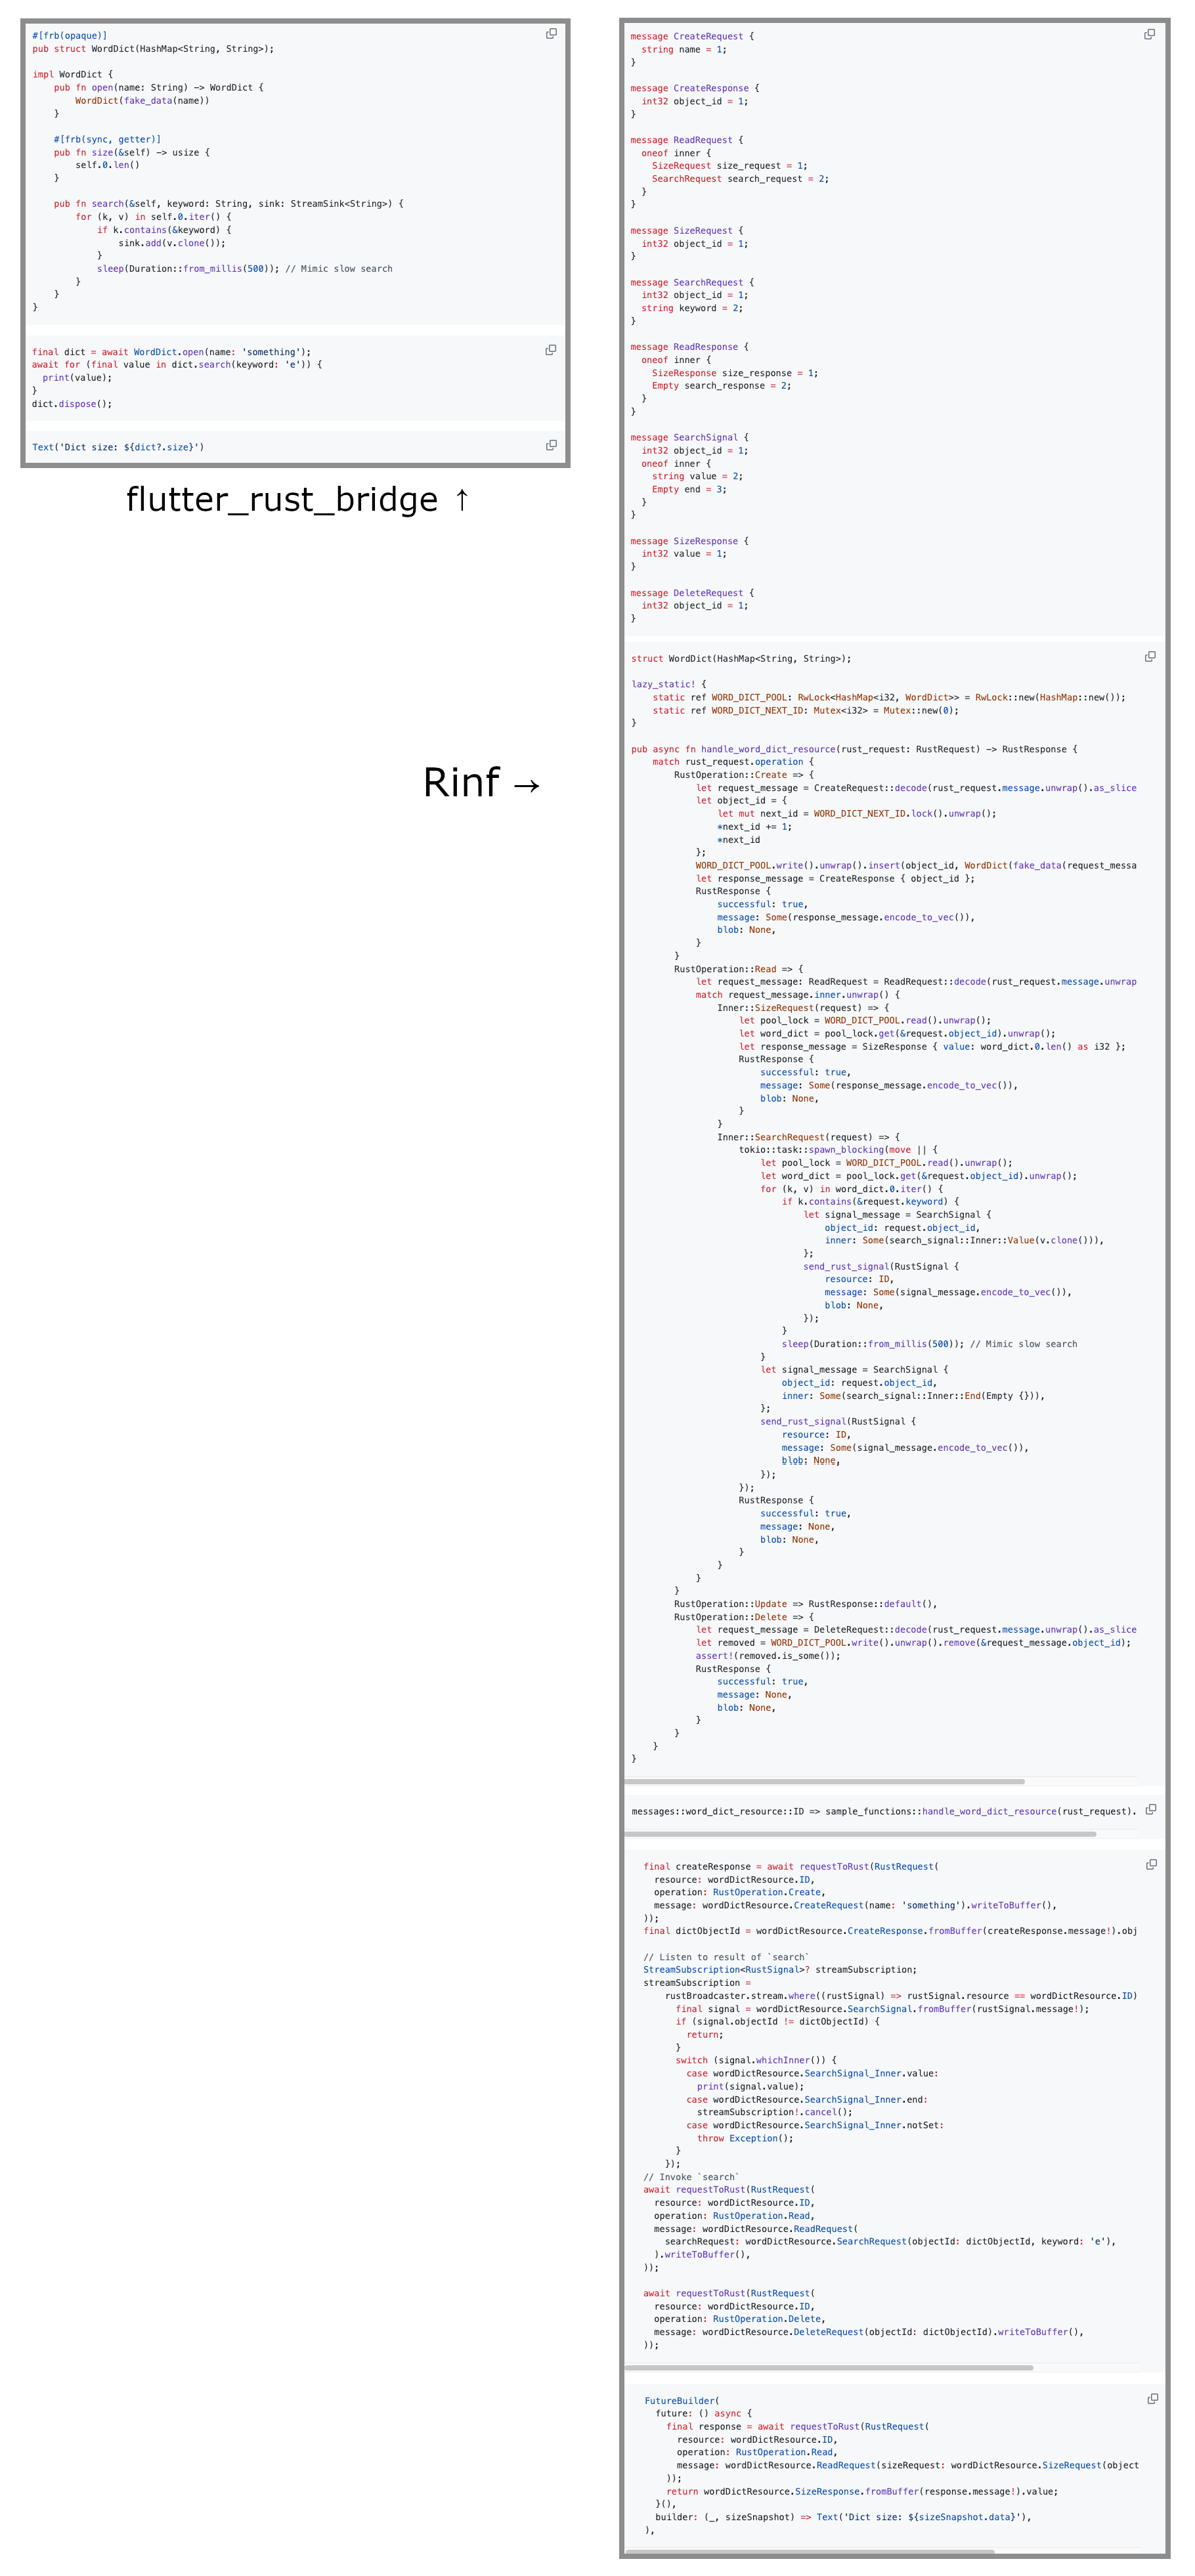 #[frb(opaque)]
pub struct WordDict(HashMap<String, String>);

impl WordDict {
    pub fn open(name: String) -> WordDict {
        WordDict(fake_data(name))
    }

    #[frb(sync, getter)]
    pub fn size(&self) -> usize {
        self.0.len()
    }

    pub fn search(&self, keyword: String, sink: StreamSink<String>) {
        for (k, v) in self.0.iter() {
            if k.contains(&keyword) {
                sink.add(v.clone());
            }
            sleep(Duration::from_millis(500)); // Mimic slow search
        }
    }
}

final dict = await WordDict.open(name: 'something');
await for (final value in dict.search(keyword: 'e')) {
  print(value);
}
dict.dispose();

Text('Dict size: ${dict?.size}')

flutter_rust_bridge ↑

Rinf →

message CreateRequest {
  string name = 1;
}

message CreateResponse {
  int32 object_id = 1;
}

message ReadRequest {
  oneof inner {
    SizeRequest size_request = 1;
    SearchRequest search_request = 2;
  }
}

message SizeRequest {
  int32 object_id = 1;
}

message SearchRequest {
  int32 object_id = 1;
  string keyword = 2;
}

message ReadResponse {
  oneof inner {
    SizeResponse size_response = 1;
    Empty search_response = 2;
  }
}

message SearchSignal {
  int32 object_id = 1;
  oneof inner {
    string value = 2;
    Empty end = 3;
  }
}

message SizeResponse {
  int32 value = 1;
}

message DeleteRequest {
  int32 object_id = 1;
}

struct WordDict(HashMap<String, String>);

lazy_static! {
    static ref WORD_DICT_POOL: RwLock<HashMap<i32, WordDict>> = RwLock::new(HashMap::new());
    static ref WORD_DICT_NEXT_ID: Mutex<i32> = Mutex::new(0);
}

pub async fn handle_word_dict_resource(rust_request: RustRequest) -> RustResponse {
    match rust_request.operation {
        RustOperation::Create => {
            let request_message = CreateRequest::decode(rust_request.message.unwrap().as_slice
            let object_id = {
                let mut next_id = WORD_DICT_NEXT_ID.lock().unwrap();
                *next_id += 1;
                *next_id
            };
            WORD_DICT_POOL.write().unwrap().insert(object_id, WordDict(fake_data(request_messa
            let response_message = CreateResponse { object_id };
            RustResponse {
                successful: true,
                message: Some(response_message.encode_to_vec()),
                blob: None,
            }
        }
        RustOperation::Read => {
            let request_message: ReadRequest = ReadRequest::decode(rust_request.message.unwrap
            match request_message.inner.unwrap() {
                Inner::SizeRequest(request) => {
                    let pool_lock = WORD_DICT_POOL.read().unwrap();
                    let word_dict = pool_lock.get(&request.object_id).unwrap();
                    let response_message = SizeResponse { value: word_dict.0.len() as i32 };
                    RustResponse {
                        successful: true,
                        message: Some(response_message.encode_to_vec()),
                        blob: None,
                    }
                }
                Inner::SearchRequest(request) => {
                    tokio::task::spawn_blocking(move || {
                        let pool_lock = WORD_DICT_POOL.read().unwrap();
                        let word_dict = pool_lock.get(&request.object_id).unwrap();
                        for (k, v) in word_dict.0.iter() {
                            if k.contains(&request.keyword) {
                                let signal_message = SearchSignal {
                                    object_id: request.object_id,
                                    inner: Some(search_signal::Inner::Value(v.clone())),
                                };
                                send_rust_signal(RustSignal {
                                    resource: ID,
                                    message: Some(signal_message.encode_to_vec()),
                                    blob: None,
                                });
                            }
                            sleep(Duration::from_millis(500)); // Mimic slow search
                        }
                        let signal_message = SearchSignal {
                            object_id: request.object_id,
                            inner: Some(search_signal::Inner::End(Empty {})),
                        };
                        send_rust_signal(RustSignal {
                            resource: ID,
                            message: Some(signal_message.encode_to_vec()),
                            blob: None,
                        });
                    });
                    RustResponse {
                        successful: true,
                        message: None,
                        blob: None,
                    }
                }
            }
        }
        RustOperation::Update => RustResponse::default(),
        RustOperation::Delete => {
            let request_message = DeleteRequest::decode(rust_request.message.unwrap().as_slice
            let removed = WORD_DICT_POOL.write().unwrap().remove(&request_message.object_id);
            assert!(removed.is_some());
            RustResponse {
                successful: true,
                message: None,
                blob: None,
            }
        }
    }
}

messages::word_dict_resource::ID => sample_functions::handle_word_dict_resource(rust_request).

final createResponse = await requestToRust(RustRequest(
  resource: wordDictResource.ID,
  operation: RustOperation.Create,
  message: wordDictResource.CreateRequest(name: 'something').writeToBuffer(),
));
final dictObjectId = wordDictResource.CreateResponse.fromBuffer(createResponse.message!).obj

// Listen to result of `search`
StreamSubscription<RustSignal>? streamSubscription;
streamSubscription =
    rustBroadcaster.stream.where((rustSignal) => rustSignal.resource == wordDictResource.ID)
      final signal = wordDictResource.SearchSignal.fromBuffer(rustSignal.message!);
      if (signal.objectId != dictObjectId) {
        return;
      }
      switch (signal.whichInner()) {
        case wordDictResource.SearchSignal_Inner.value:
          print(signal.value);
        case wordDictResource.SearchSignal_Inner.end:
          streamSubscription!.cancel();
        case wordDictResource.SearchSignal_Inner.notSet:
          throw Exception();
      }
    });
// Invoke `search`
await requestToRust(RustRequest(
  resource: wordDictResource.ID,
  operation: RustOperation.Read,
  message: wordDictResource.ReadRequest(
    searchRequest: wordDictResource.SearchRequest(objectId: dictObjectId, keyword: 'e'),
  ).writeToBuffer(),
));

await requestToRust(RustRequest(
  resource: wordDictResource.ID,
  operation: RustOperation.Delete,
  message: wordDictResource.DeleteRequest(objectId: dictObjectId).writeToBuffer(),
));

FutureBuilder(
  future: () async {
    final response = await requestToRust(RustRequest(
      resource: wordDictResource.ID,
      operation: RustOperation.Read,
      message: wordDictResource.ReadRequest(sizeRequest: wordDictResource.SizeRequest(object
    ));
    return wordDictResource.SizeResponse.fromBuffer(response.message!).value;
  }(),
  builder: (_, sizeSnapshot) => Text('Dict size: ${sizeSnapshot.data}'),
),